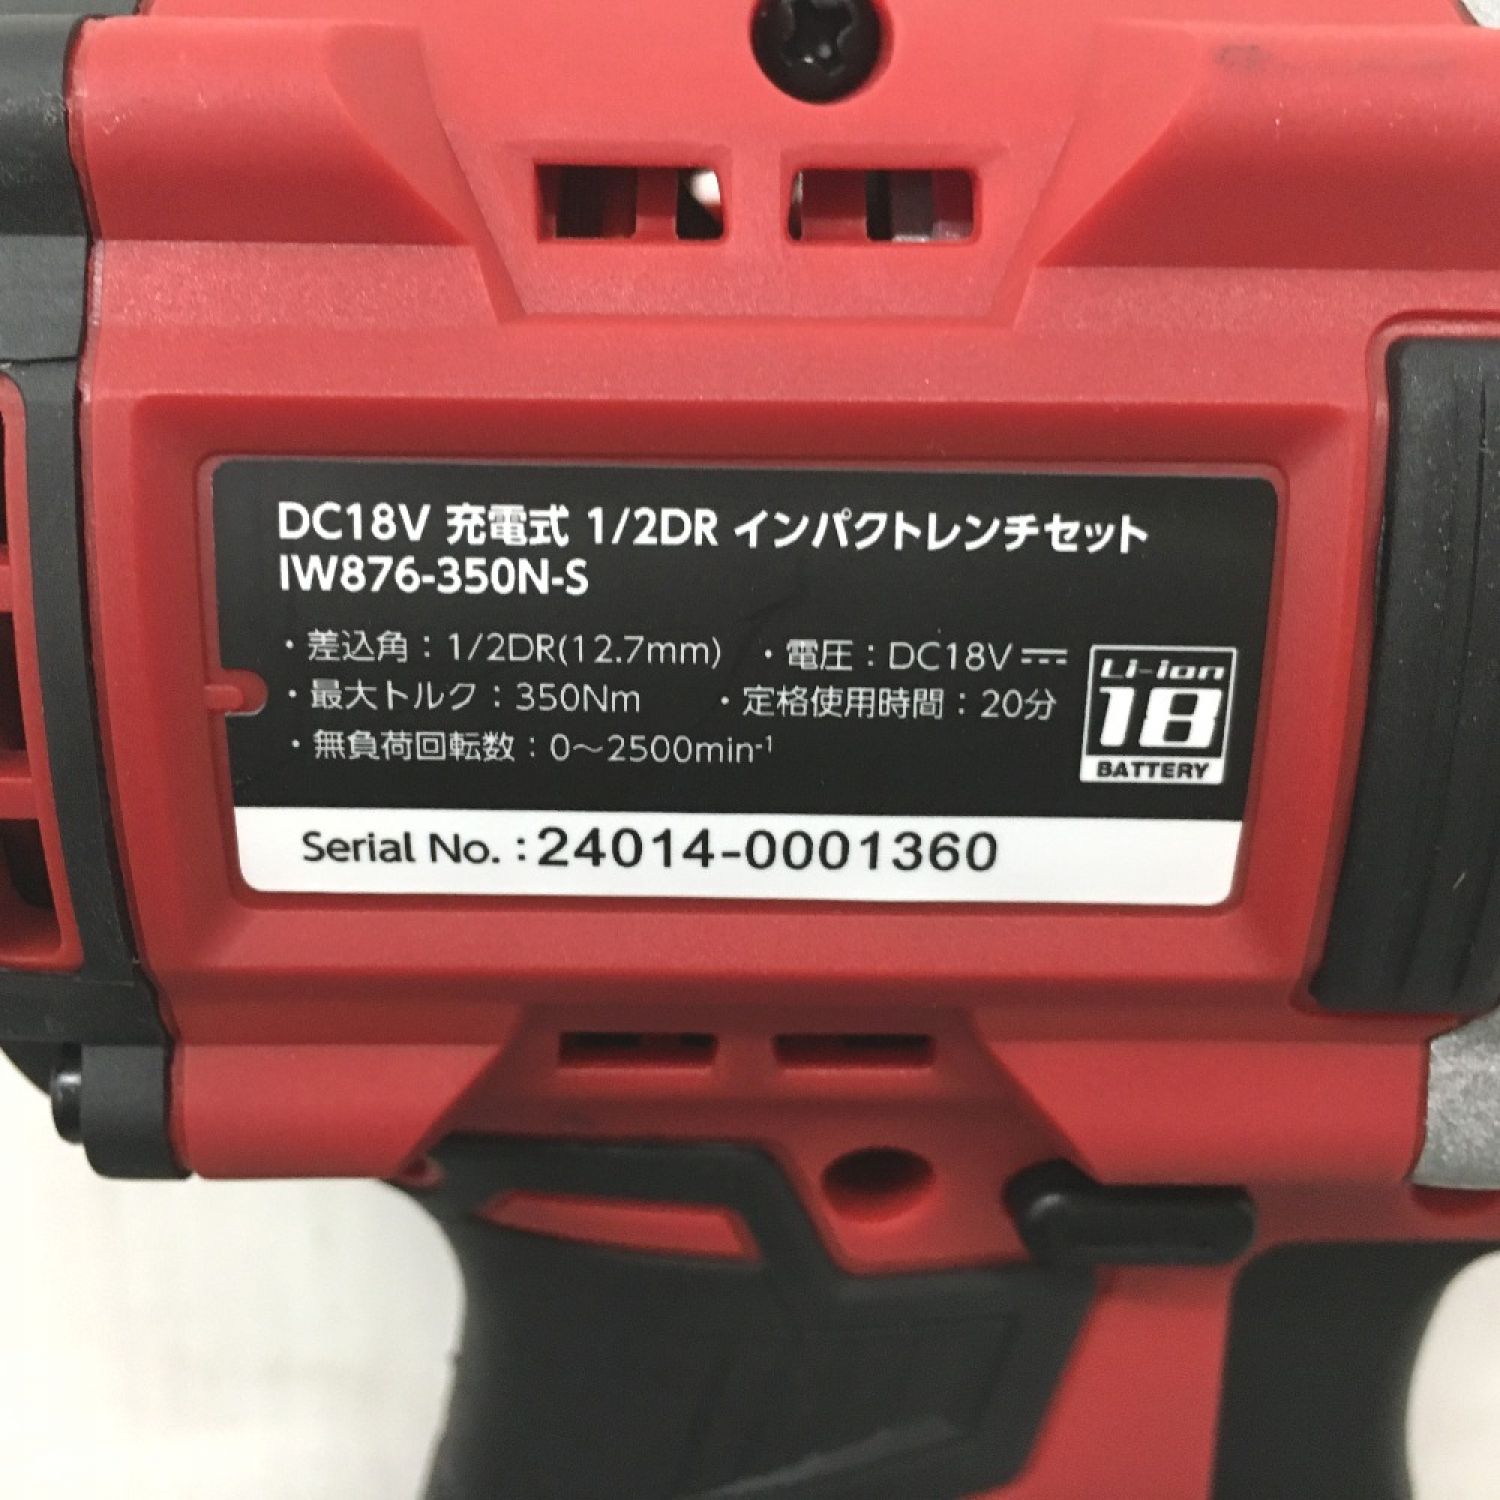 DC18V 充電式 1/2DR インパクトレンチセット
IW876-350N-S
・差込角：1/2DR(12.7mm) ・電圧：DC18V⎓
・最大トルク：350Nm ・定格使用時間：20分
・無負荷回転数：0～2500min⁻¹
Li-ion
18
BATTERY
Serial No.：24014-0001360